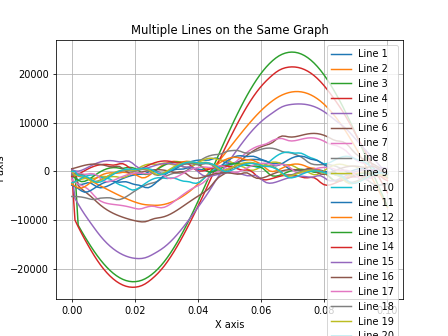 Multiple Lines on the Same Graph
20000
10000
0
−10000
−20000
0.00
0.02
0.04
0.06
0.08
X axis
Line 1
Line 2
Line 3
Line 4
Line 5
Line 6
Line 7
Line 8
Line 9
Line 10
Line 11
Line 12
Line 13
Line 14
Line 15
Line 16
Line 17
Line 18
Line 19
Line 20